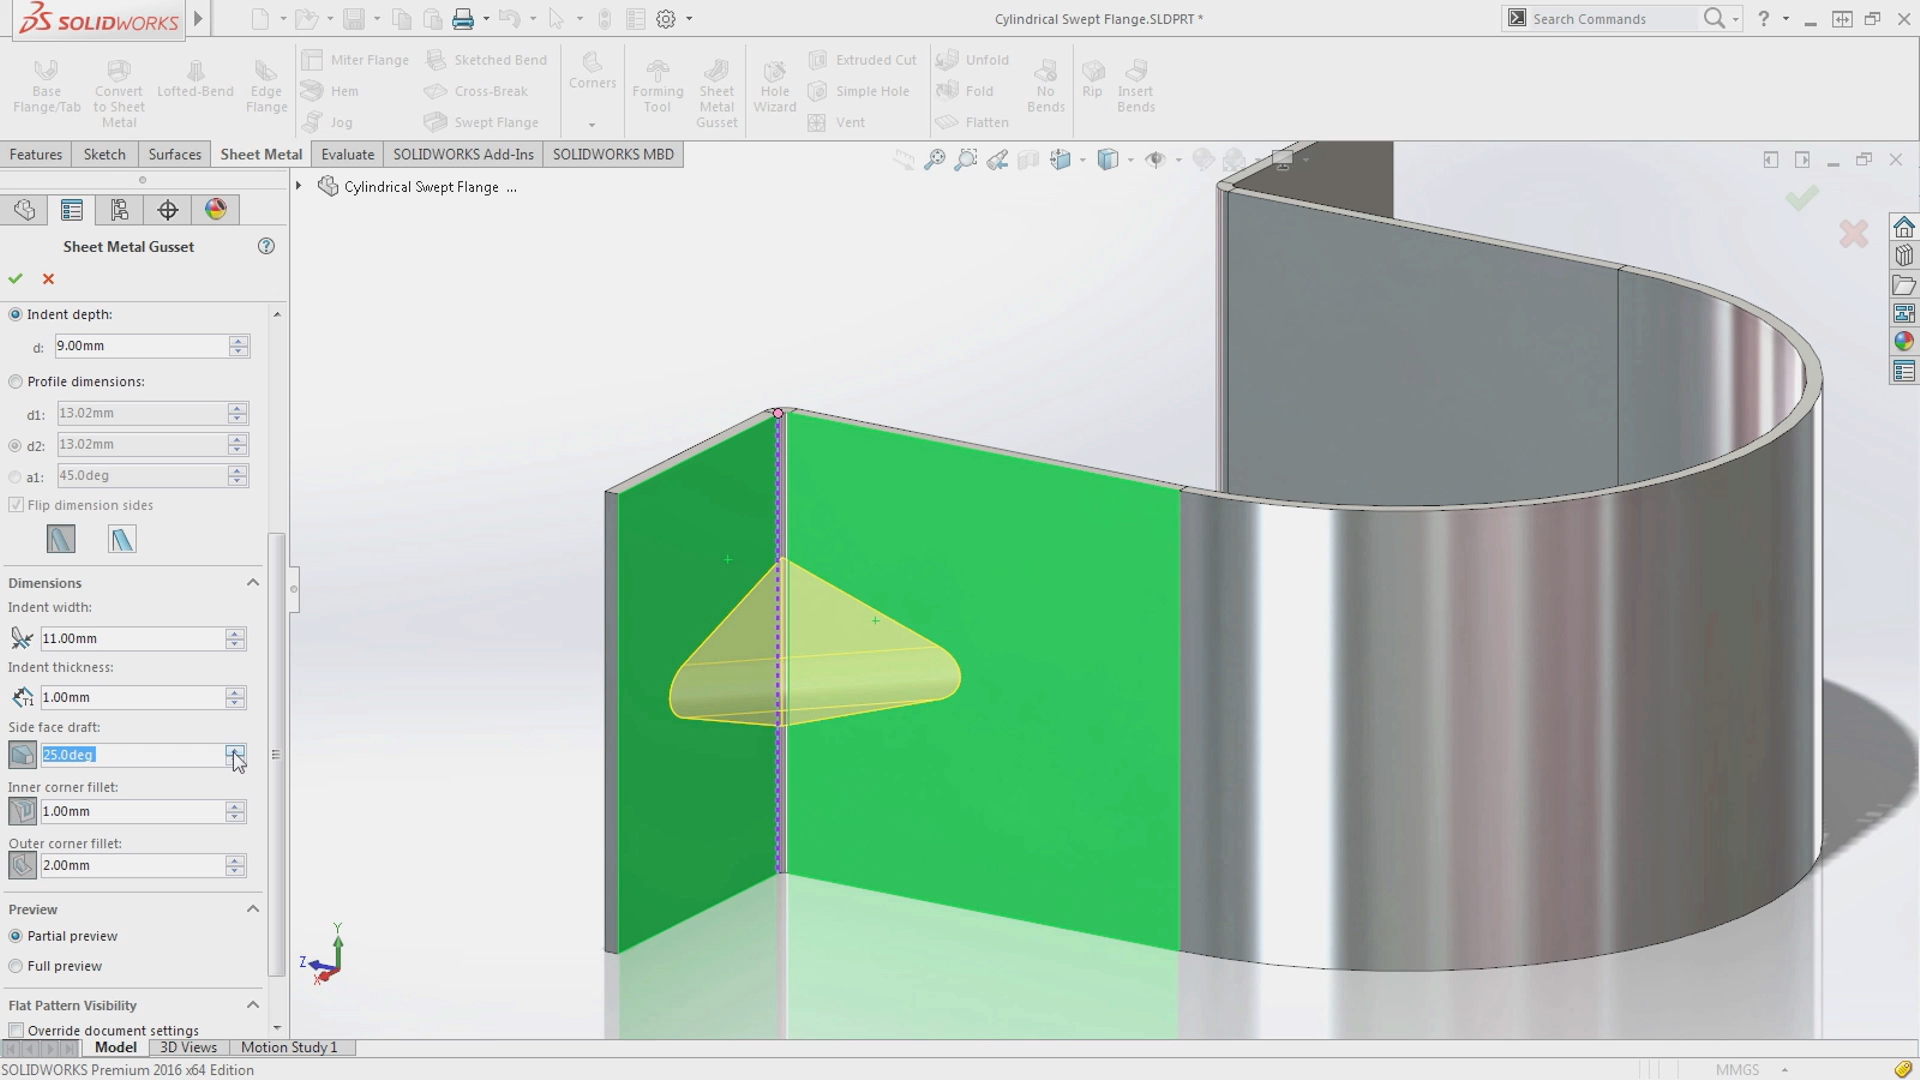 SOLIDWORKS
Cylindrical Swept Flange.SLDPRT *
Search Commands
?
Base Flange/Tab
Convert to Sheet Metal
Lofted-Bend
Edge Flange
Miter Flange
Hem
Jog
Sketched Bend
Cross-Break
Swept Flange
Corners
Forming Tool
Sheet Metal Gusset
Hole Wizard
Extruded Cut
Simple Hole
Vent
Unfold
Fold
Flatten
No Bends
Rip
Insert Bends
Features
Sketch
Surfaces
Sheet Metal
Evaluate
SOLIDWORKS Add-Ins
SOLIDWORKS MBD
Cylindrical Swept Flange ...
Sheet Metal Gusset
?
Indent depth:
d: 9.00mm
Profile dimensions:
d1: 13.02mm
d2: 13.02mm
a1: 45.0deg
Flip dimension sides
Dimensions
Indent width:
11.00mm
Indent thickness:
T1 1.00mm
Side face draft:
25.0deg
Inner corner fillet:
1.00mm
Outer corner fillet:
2.00mm
Preview
Partial preview
Full preview
Flat Pattern Visibility
Override document settings
Y
Z
X
Model
3D Views
Motion Study 1
SOLIDWORKS Premium 2016 x64 Edition
MMGS